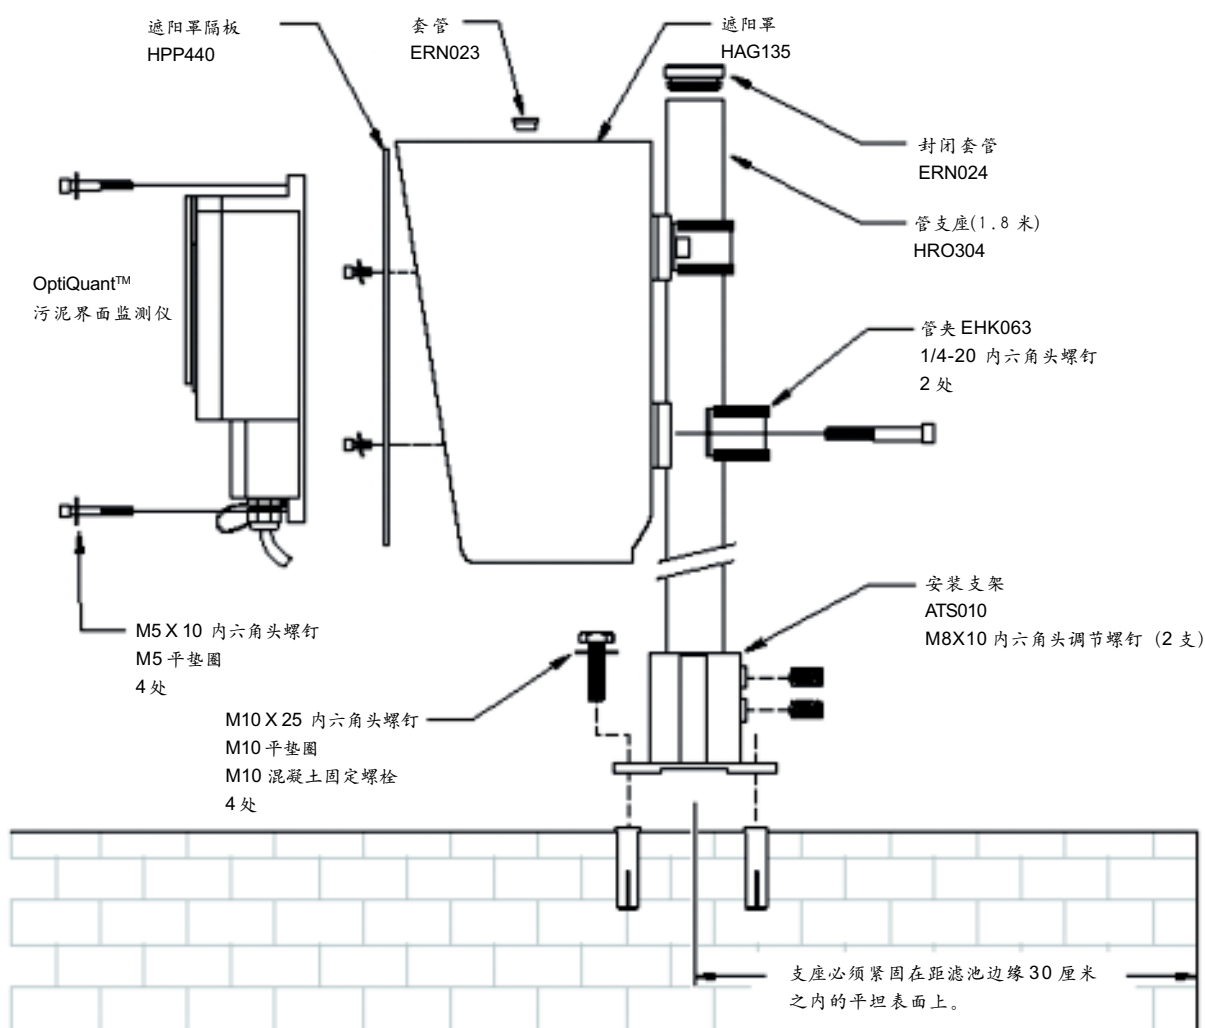 遮阳罩隔板
HPP440
套管
ERN023
遮阳罩
HAG135
封闭套管
ERN024
管支座(1.8 米)
HRO304
OptiQuant™
污泥界面监测仪
管夹 EHK063
1/4-20 内六角头螺钉
2 处
安装支架
ATS010
M8X10 内六角头调节螺钉 (2 支)
M5 X 10 内六角头螺钉
M5 平垫圈
4 处
M10 X 25 内六角头螺钉
M10 平垫圈
M10 混凝土固定螺栓
4 处
支座必须紧固在距滤池边缘 30 厘米
之内的平坦表面上。